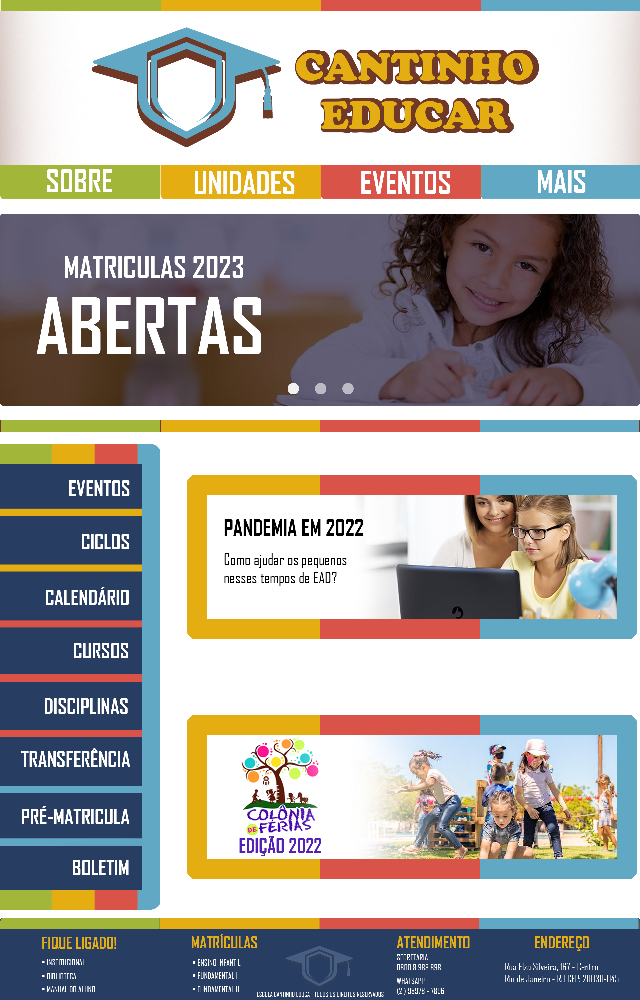 CANTINHO
EDUCAR
SOBRE
UNIDADES
EVENTOS
MAIS
MATRICULAS 2023
ABERTAS
EVENTOS
CICLOS
CALENDÁRIO
CURSOS
DISCIPLINAS
TRANSFERÊNCIA
PRÉ-MATRICULA
BOLETIM
PANDEMIA EM 2022
Como ajudar os pequenos
nesses tempos de EAD?
COLÔNIA
DE FÉRIAS
EDIÇÃO 2022
FIQUE LIGADO!
• INSTITUCIONAL
• BIBLIOTECA
• MANUAL DO ALUNO
MATRÍCULAS
• ENSINO INFANTIL
• FUNDAMENTAL I
• FUNDAMENTAL II
ESCOLA CANTINHO EDUCA - TODOS OS DIREITOS RESERVADOS
ATENDIMENTO
SECRETARIA
0800 8 988 898
WHATSAPP
(21) 98978 - 7896
ENDEREÇO
Rua Elza Silveira, 167 - Centro
Rio de Janeiro - RJ CEP: 20030-045